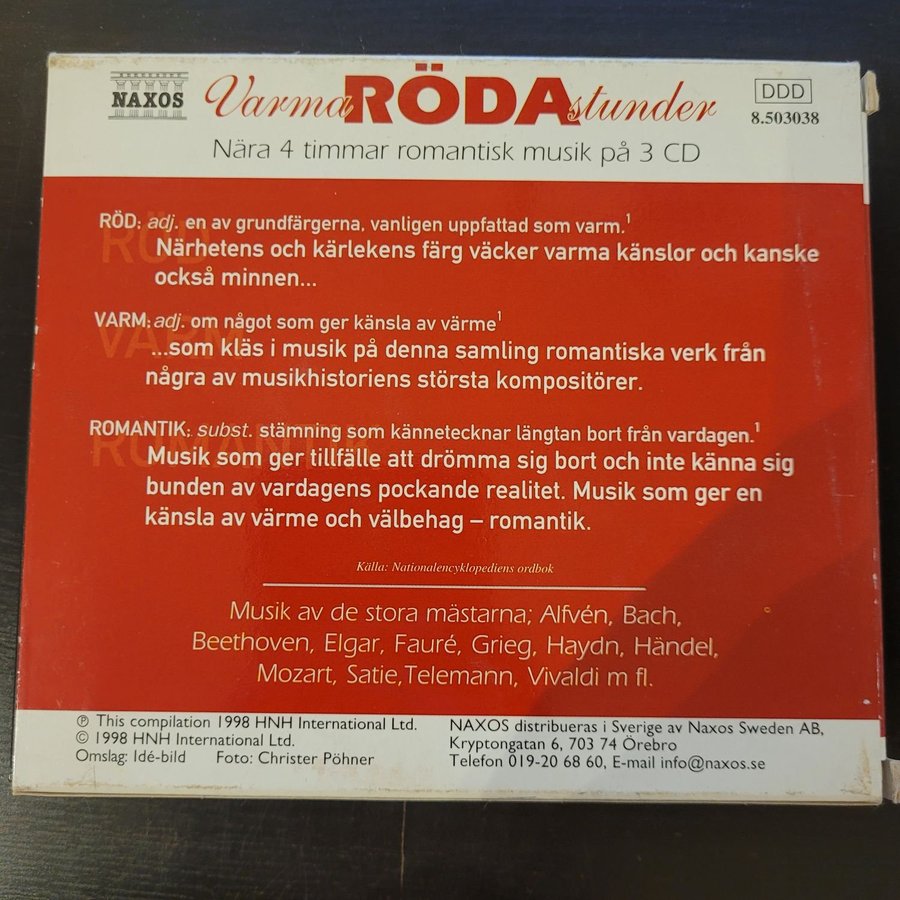 NAXOS
Varma RÖDA stunder
DDD
8.503038
Nära 4 timmar romantisk musik på 3 CD
RÖD: adj. en av grundfärgerna, vanligen uppfattad som varm.¹
RÖD
Närhetens och kärlekens färg väcker varma känslor och kanske
också minnen...
VARM: adj. om något som ger känsla av värme¹
VARM
...som kläs i musik på denna samling romantiska verk från
några av musikhistoriens största kompositörer.
ROMANTIK: subst. stämning som kännetecknar längtan bort från vardagen.¹
ROMANTIK
Musik som ger tillfälle att drömma sig bort och inte känna sig
bunden av vardagens pockande realitet. Musik som ger en
känsla av värme och välbehag – romantik.
Källa: Nationalencyklopediens ordbok
Musik av de stora mästarna; Alfvén, Bach,
Beethoven, Elgar, Fauré, Grieg, Haydn, Händel,
Mozart, Satie,Telemann, Vivaldi m fl.
℗ This compilation 1998 HNH International Ltd.
© 1998 HNH International Ltd.
Omslag: Idé-bild Foto: Christer Pöhner
NAXOS distribueras i Sverige av Naxos Sweden AB,
Kryptongatan 6, 703 74 Örebro
Telefon 019-20 68 60, E-mail info@naxos.se